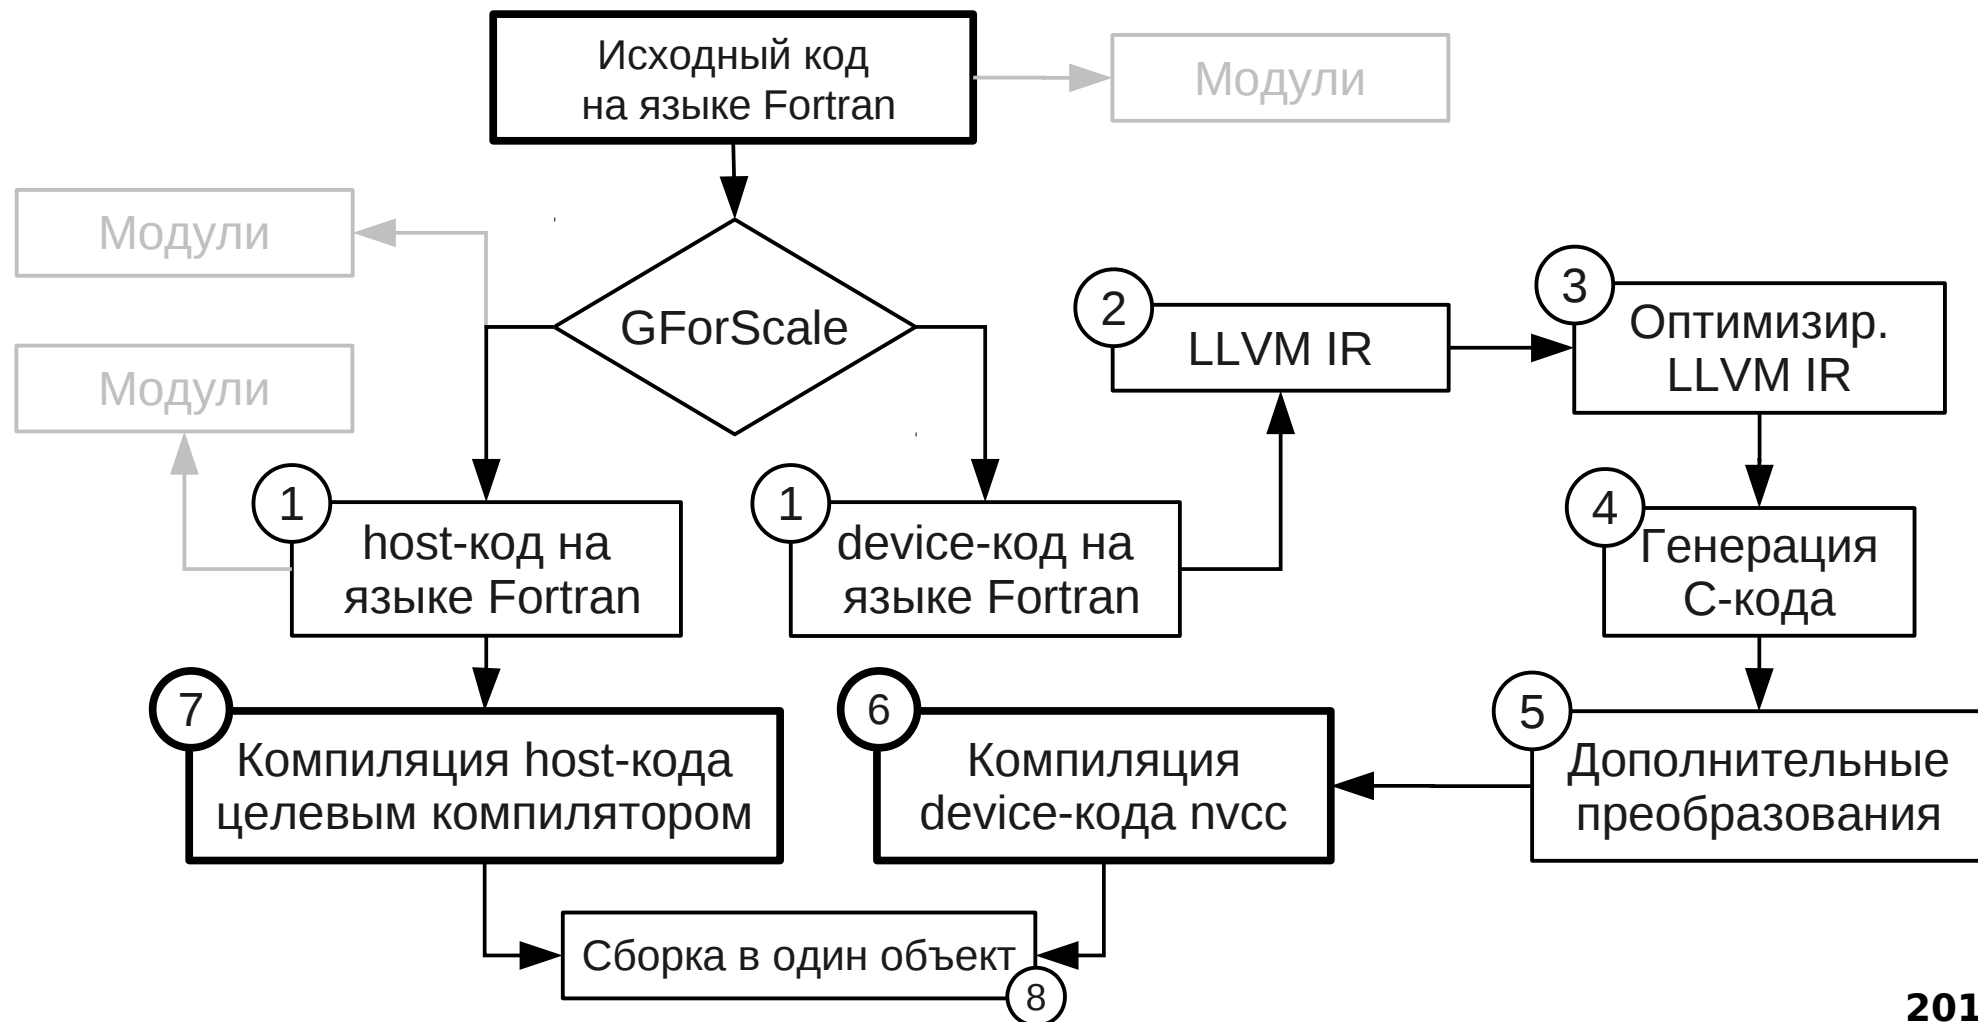 Исходный код
на языке Fortran
Модули
Модули
GForScale
2
LLVM IR
3
Оптимизир.
LLVM IR
Модули
1
host-код на
языке Fortran
1
device-код на
языке Fortran
4
Генерация
C-кода
7
Компиляция host-кода
целевым компилятором
6
Компиляция
device-кода nvcc
5
Дополнительные
преобразования
Сборка в один объект
8
201